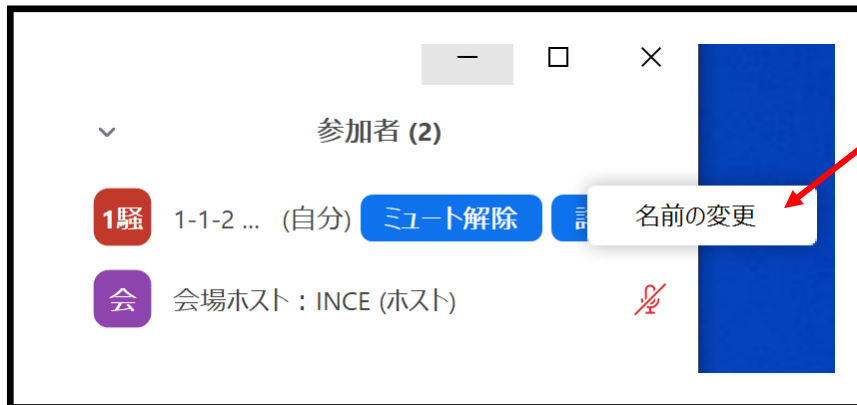 参加者 (2)
1騒 1-1-2 ... (自分) ミュート解除 名前の変更
会 会場ホスト：INCE (ホスト)